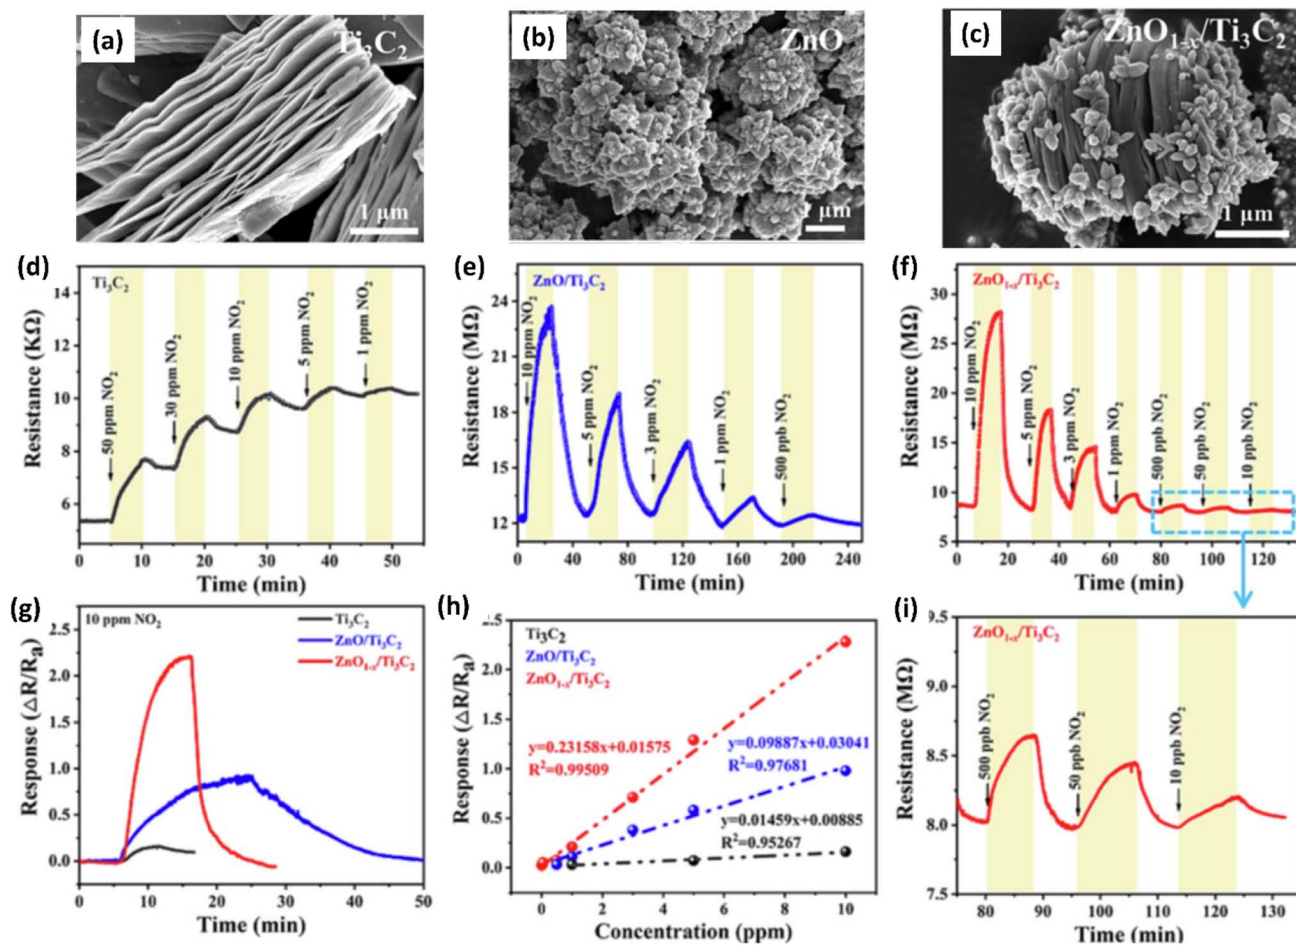 (a)
Ti₃C₂
1 μm
(b)
ZnO
1 μm
(c)
ZnO₁₋ₓ/Ti₃C₂
1 μm
(d)
Ti₃C₂
Resistance (KΩ)
14
12
10
8
6
50 ppm NO₂
30 ppm NO₂
10 ppm NO₂
5 ppm NO₂
1 ppm NO₂
0 10 20 30 40 50
Time (min)
(e)
ZnO/Ti₃C₂
Resistance (MΩ)
24
21
18
15
12
10 ppm NO₂
5 ppm NO₂
3 ppm NO₂
1 ppm NO₂
500 ppb NO₂
0 40 80 120 160 200 240
Time (min)
(f)
ZnO₁₋ₓ/Ti₃C₂
Resistance (MΩ)
30
25
20
15
10
5
10 ppm NO₂
5 ppm NO₂
3 ppm NO₂
1 ppm NO₂
500 ppb NO₂
50 ppb NO₂
10 ppb NO₂
0 20 40 60 80 100 120
Time (min)
(g)
10 ppm NO₂
Ti₃C₂
ZnO/Ti₃C₂
ZnO₁₋ₓ/Ti₃C₂
Response (ΔR/Rₐ)
2.5
2.0
1.5
1.0
0.5
0.0
0 10 20 30 40 50
Time (min)
(h)
Ti₃C₂
ZnO/Ti₃C₂
ZnO₁₋ₓ/Ti₃C₂
Response (ΔR/Rₐ)
2.5
2.0
1.5
1.0
0.5
0.0
y=0.23158x+0.01575
R²=0.99509
y=0.09887x+0.03041
R²=0.97681
y=0.01459x+0.00885
R²=0.95267
0 2 4 6 8 10
Concentration (ppm)
(i)
ZnO₁₋ₓ/Ti₃C₂
Resistance (MΩ)
9.5
9.0
8.5
8.0
7.5
500 ppb NO₂
50 ppb NO₂
10 ppb NO₂
80 90 100 110 120 130
Time (min)